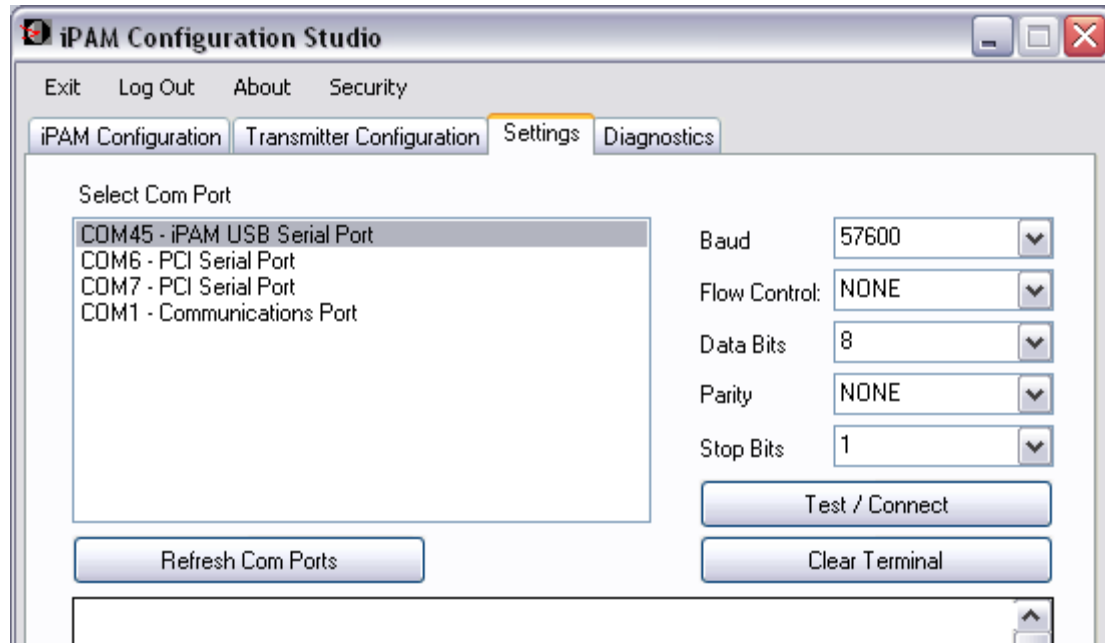 iPAM Configuration Studio
Exit Log Out About Security
iPAM Configuration Transmitter Configuration Settings Diagnostics
Select Com Port
COM45 - iPAM USB Serial Port
COM6 - PCI Serial Port
COM7 - PCI Serial Port
COM1 - Communications Port
Baud 57600
Flow Control: NONE
Data Bits 8
Parity NONE
Stop Bits 1
Test / Connect
Refresh Com Ports
Clear Terminal